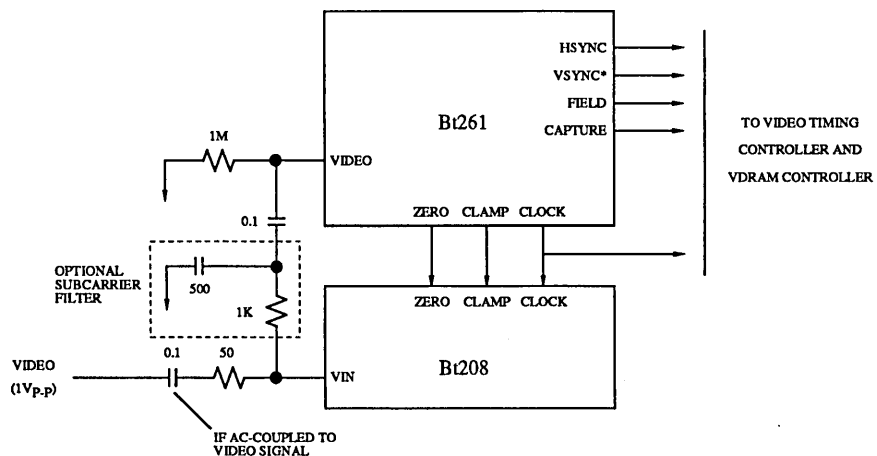 HSYNC
VSYNC*
FIELD
CAPTURE
Bt261
TO VIDEO TIMING
CONTROLLER AND
VDRAM CONTROLLER
1M
VIDEO
0.1
ZERO CLAMP CLOCK
OPTIONAL
SUBCARRIER
FILTER
500
1K
ZERO CLAMP CLOCK
0.1
50
VIDEO
(1VP-P)
VIN
Bt208
IF AC-COUPLED TO
VIDEO SIGNAL